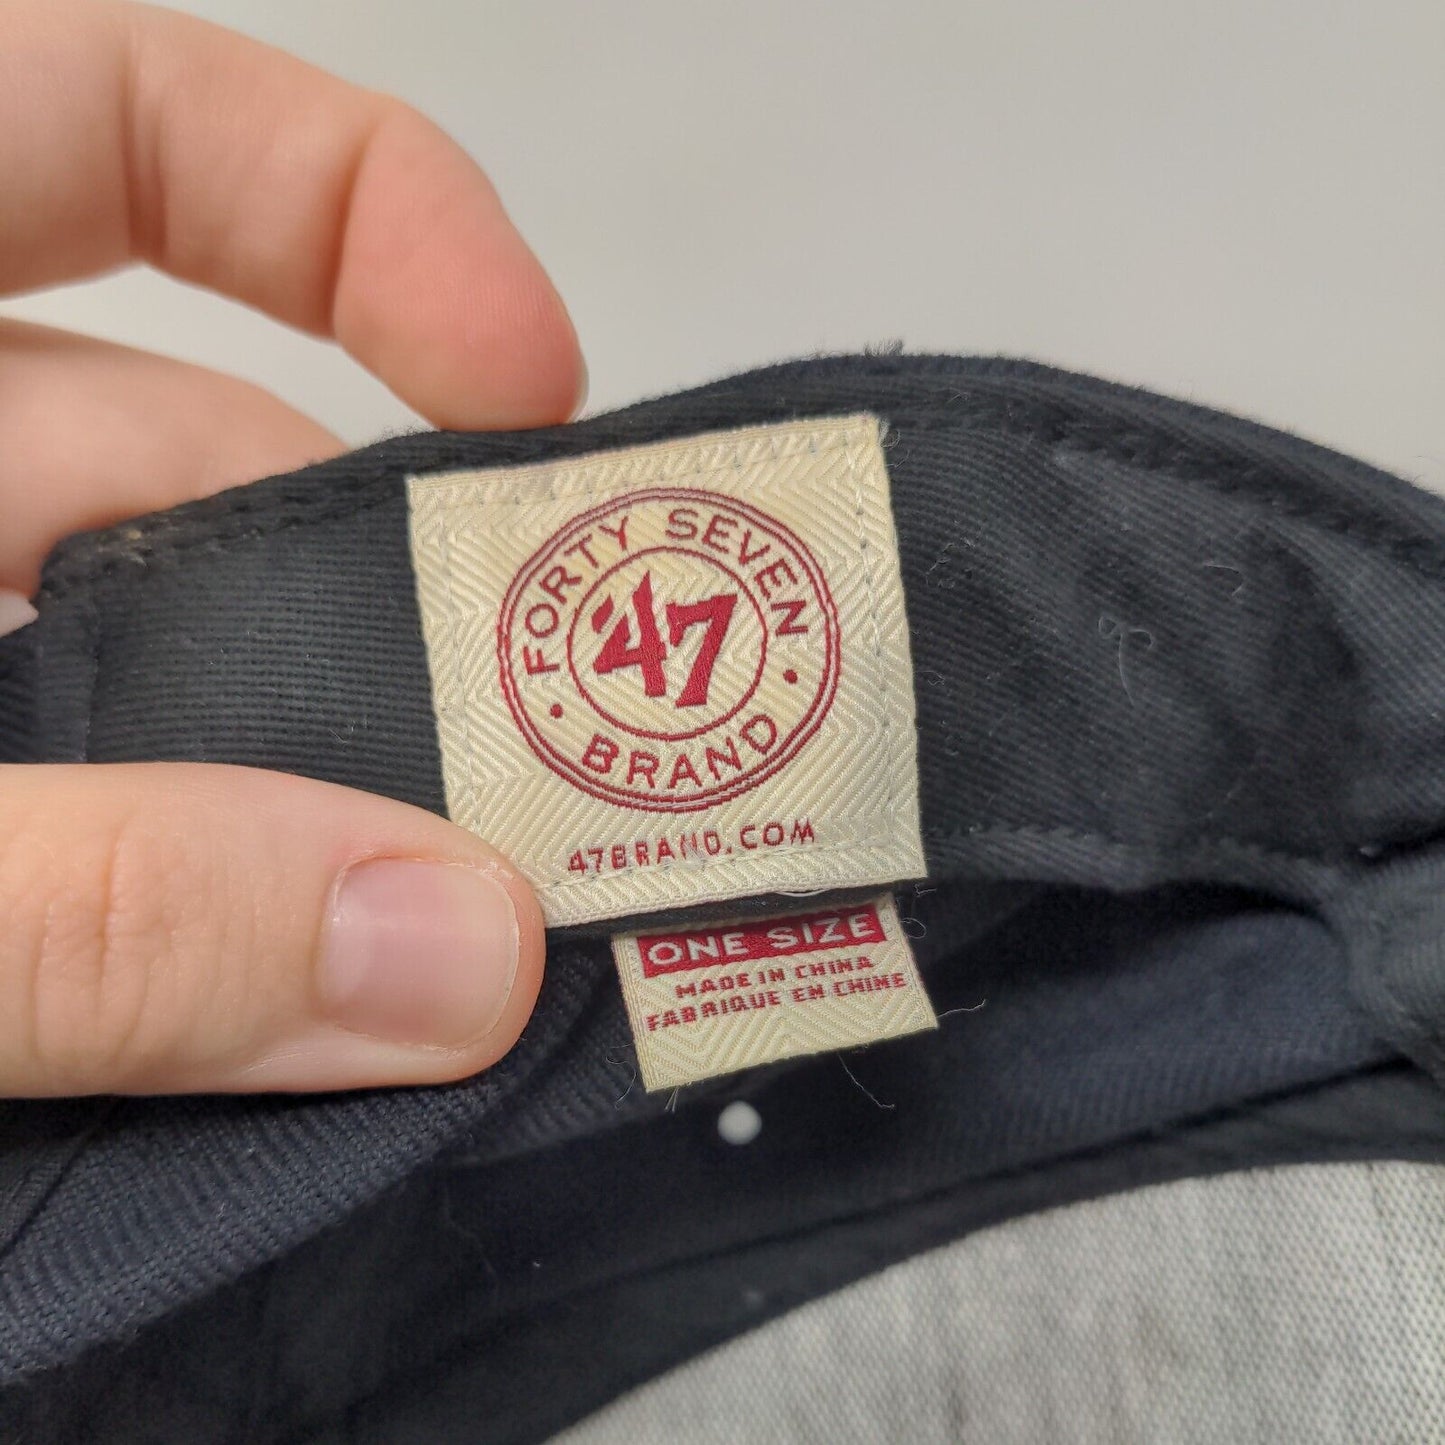 FORTY SEVEN
47
• BRAND •
47BRAND.COM
ONE SIZE
MADE IN CHINA
FABRIQUE EN CHINE